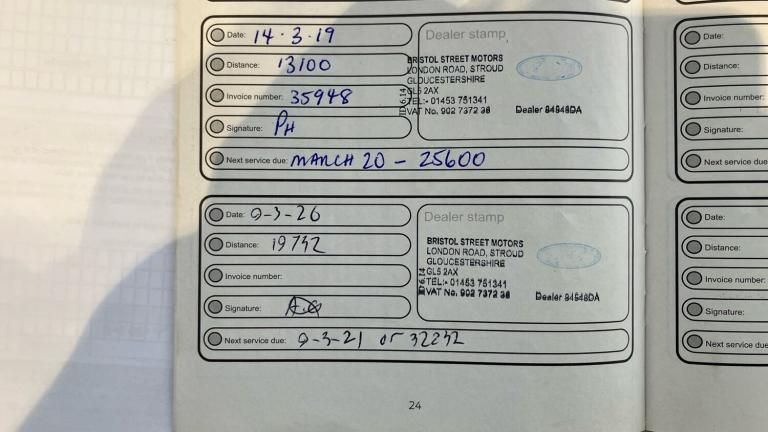 Date: 14·3·19
Distance: 13100
Invoice number: 35948
Signature: PH
Next service due: MARCH 20 - 25600
Dealer stamp
BRISTOL STREET MOTORS
LONDON ROAD, STROUD
GLOUCESTERSHIRE
GL5 2AX
TEL:- 01453 751341
VAT No. 902 7372 38
Dealer 84848DA
Date: 9-3-20
Distance: 19732
Invoice number:
Signature:
Next service due: 9-3-21 or 32232
Dealer stamp
BRISTOL STREET MOTORS
LONDON ROAD, STROUD
GLOUCESTERSHIRE
GL5 2AX
TEL:- 01453 751341
VAT No. 902 7372 38
Dealer 84848DA
24
Date:
Distance:
Invoice number
Signature:
Next service due
Date:
Distance:
Invoice number
Signature:
Next service due